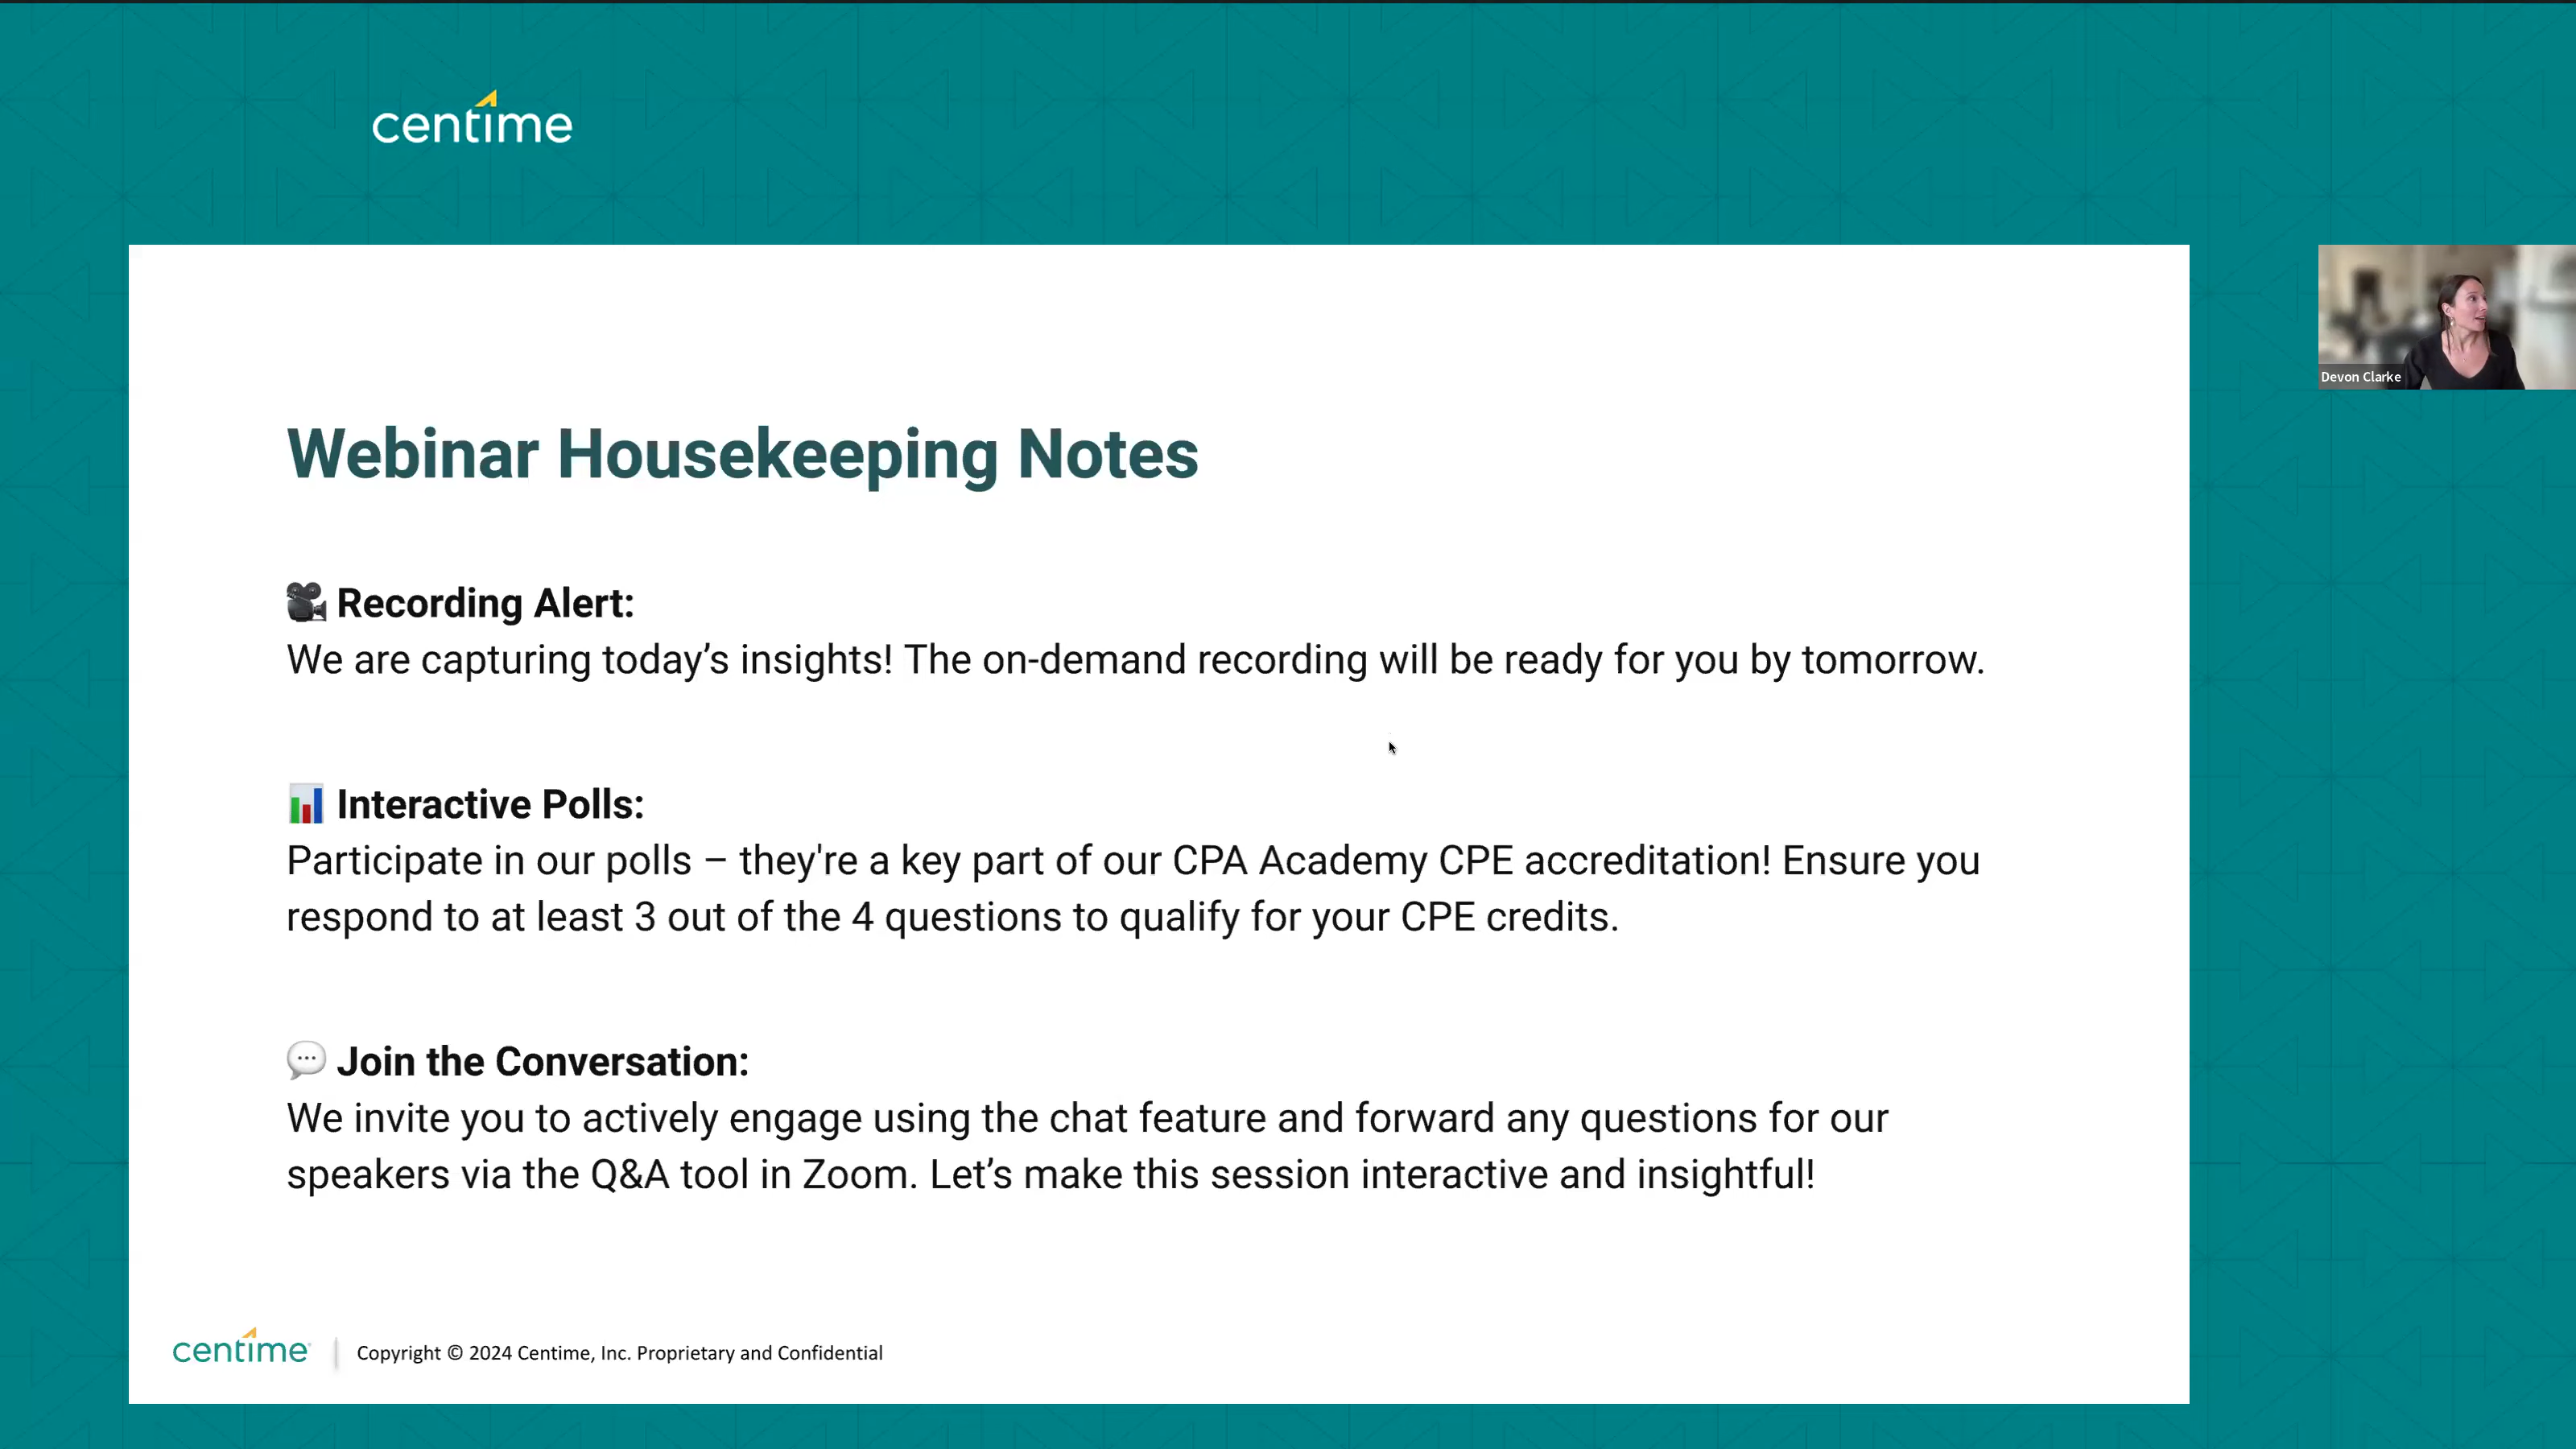 centime
Devon Clarke
Webinar Housekeeping Notes
🎥 Recording Alert:
We are capturing today’s insights! The on-demand recording will be ready for you by tomorrow.
📊 Interactive Polls:
Participate in our polls – they're a key part of our CPA Academy CPE accreditation! Ensure you
respond to at least 3 out of the 4 questions to qualify for your CPE credits.
💬 Join the Conversation:
We invite you to actively engage using the chat feature and forward any questions for our
speakers via the Q&A tool in Zoom. Let’s make this session interactive and insightful!
centime
Copyright © 2024 Centime, Inc. Proprietary and Confidential